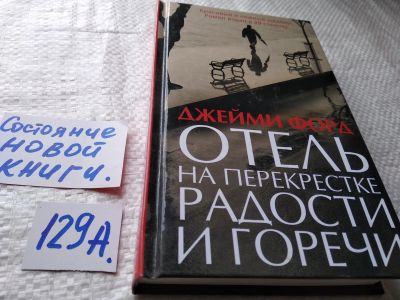 Состояние
новой
книги.
129А.
ДЖЕЙМИ ФОРД
ОТЕЛЬ
НА ПЕРЕКРЕСТКЕ
РАДОСТИ
И ГОРЕЧИ